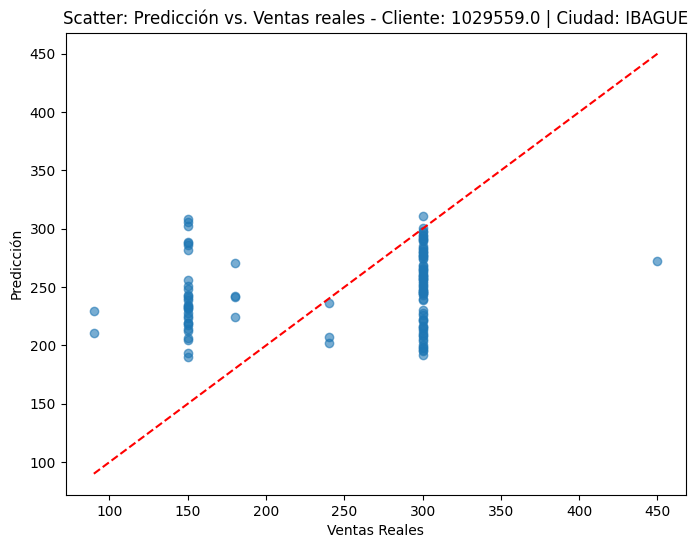 Scatter: Predicción vs. Ventas reales - Cliente: 1029559.0 | Ciudad: IBAGUE
450
400
350
300
250
200
150
100
Predicción
100 150 200 250 300 350 400 450
Ventas Reales